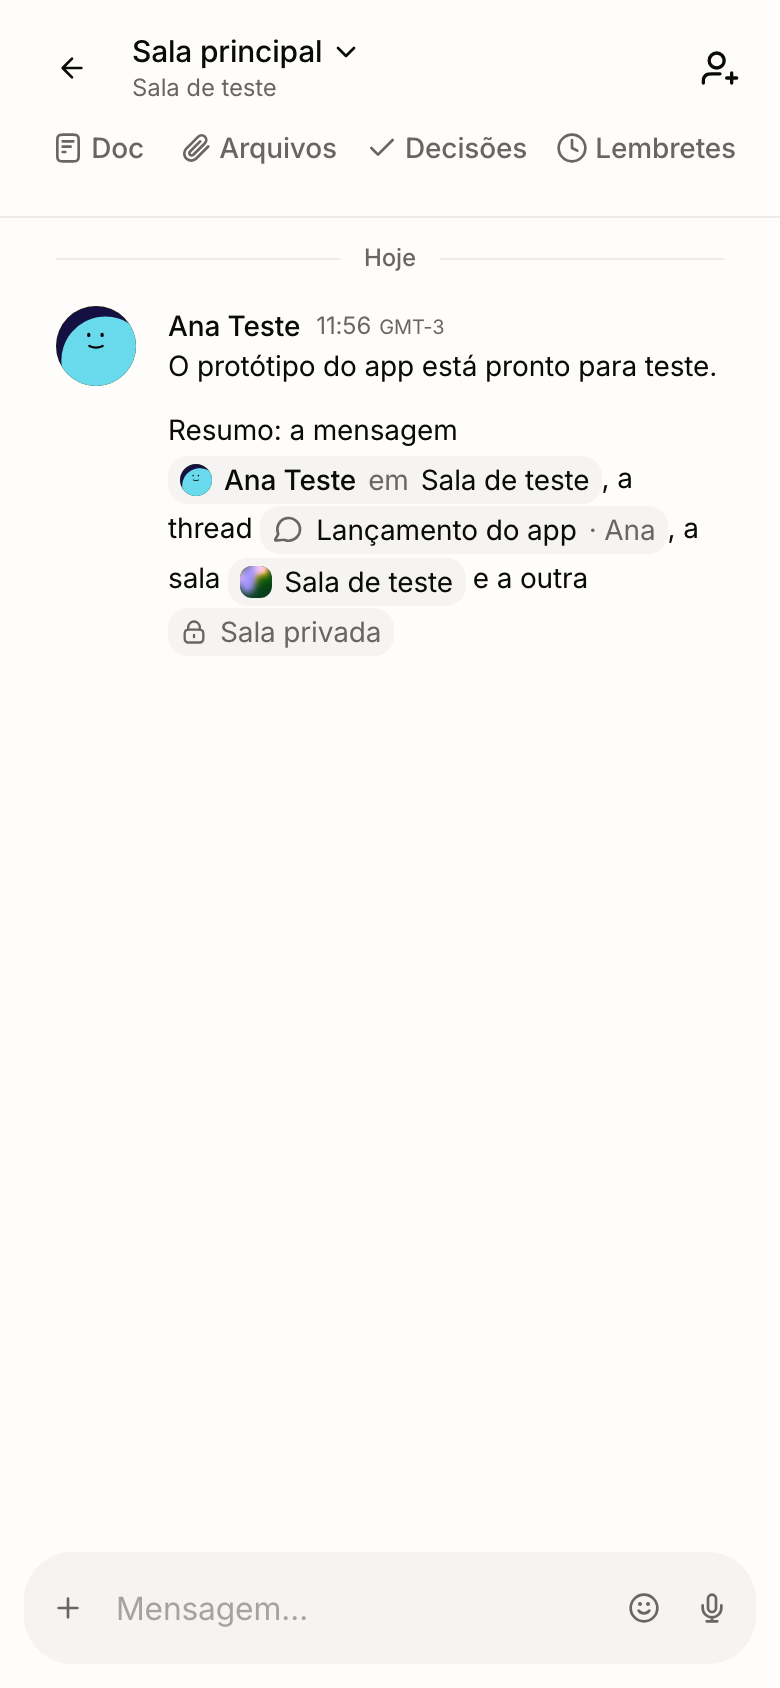 Sala principal
Sala de teste
Doc Arquivos Decisões Lembretes
Hoje
Ana Teste 11:56 GMT-3
O protótipo do app está pronto para teste.
Resumo: a mensagem
Ana Teste em Sala de teste , a
thread Lançamento do app · Ana , a
sala Sala de teste e a outra
Sala privada
Mensagem...